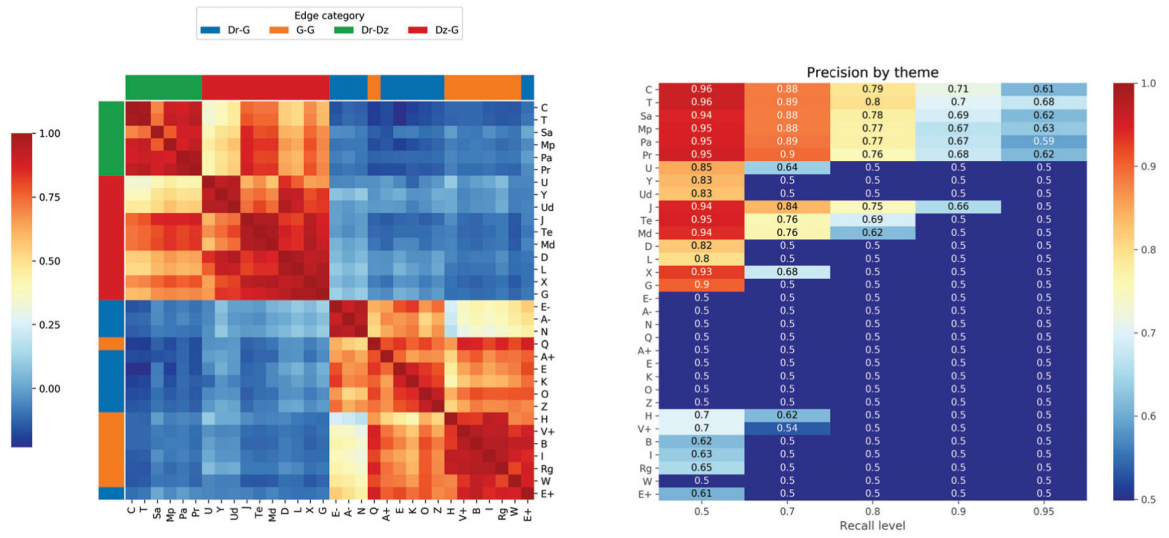 Edge category
Dr-G G-G Dr-Dz Dz-G
1.00
0.75
0.50
0.25
0.00
C
T
Sa
Mp
Pa
Pr
U
Y
Ud
J
Te
Md
D
L
X
G
E-
A-
N
Q
A+
E
K
O
Z
H
V+
B
I
Rg
W
E+
C T Sa Mp Pa Pr U Y Ud J Te Md D L X G E- A- N Q A+ E K O Z H V+ B I Rg W E+
Precision by theme
C 0.96 0.88 0.79 0.71 0.61
T 0.96 0.89 0.8 0.7 0.68
Sa 0.94 0.88 0.78 0.69 0.62
Mp 0.95 0.88 0.77 0.67 0.63
Pa 0.95 0.89 0.77 0.67 0.59
Pr 0.95 0.9 0.76 0.68 0.62
U 0.85 0.64 0.5 0.5 0.5
Y 0.83 0.5 0.5 0.5 0.5
Ud 0.83 0.5 0.5 0.5 0.5
J 0.94 0.84 0.75 0.66 0.5
Te 0.95 0.76 0.69 0.5 0.5
Md 0.94 0.76 0.62 0.5 0.5
D 0.82 0.5 0.5 0.5 0.5
L 0.8 0.5 0.5 0.5 0.5
X 0.93 0.68 0.5 0.5 0.5
G 0.9 0.5 0.5 0.5 0.5
E- 0.5 0.5 0.5 0.5 0.5
A- 0.5 0.5 0.5 0.5 0.5
N 0.5 0.5 0.5 0.5 0.5
Q 0.5 0.5 0.5 0.5 0.5
A+ 0.5 0.5 0.5 0.5 0.5
E 0.5 0.5 0.5 0.5 0.5
K 0.5 0.5 0.5 0.5 0.5
O 0.5 0.5 0.5 0.5 0.5
Z 0.5 0.5 0.5 0.5 0.5
H 0.7 0.62 0.5 0.5 0.5
V+ 0.7 0.54 0.5 0.5 0.5
B 0.62 0.5 0.5 0.5 0.5
I 0.63 0.5 0.5 0.5 0.5
Rg 0.65 0.5 0.5 0.5 0.5
W 0.5 0.5 0.5 0.5 0.5
E+ 0.61 0.5 0.5 0.5 0.5
0.5 0.7 0.8 0.9 0.95
Recall level
1.0
0.9
0.8
0.7
0.6
0.5